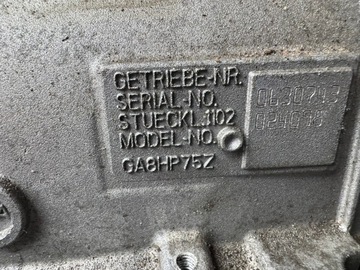 GETRIEBE-NR.
SERIAL-NO.
STUECKL.1102
MODEL-NO.
GA8HP75Z